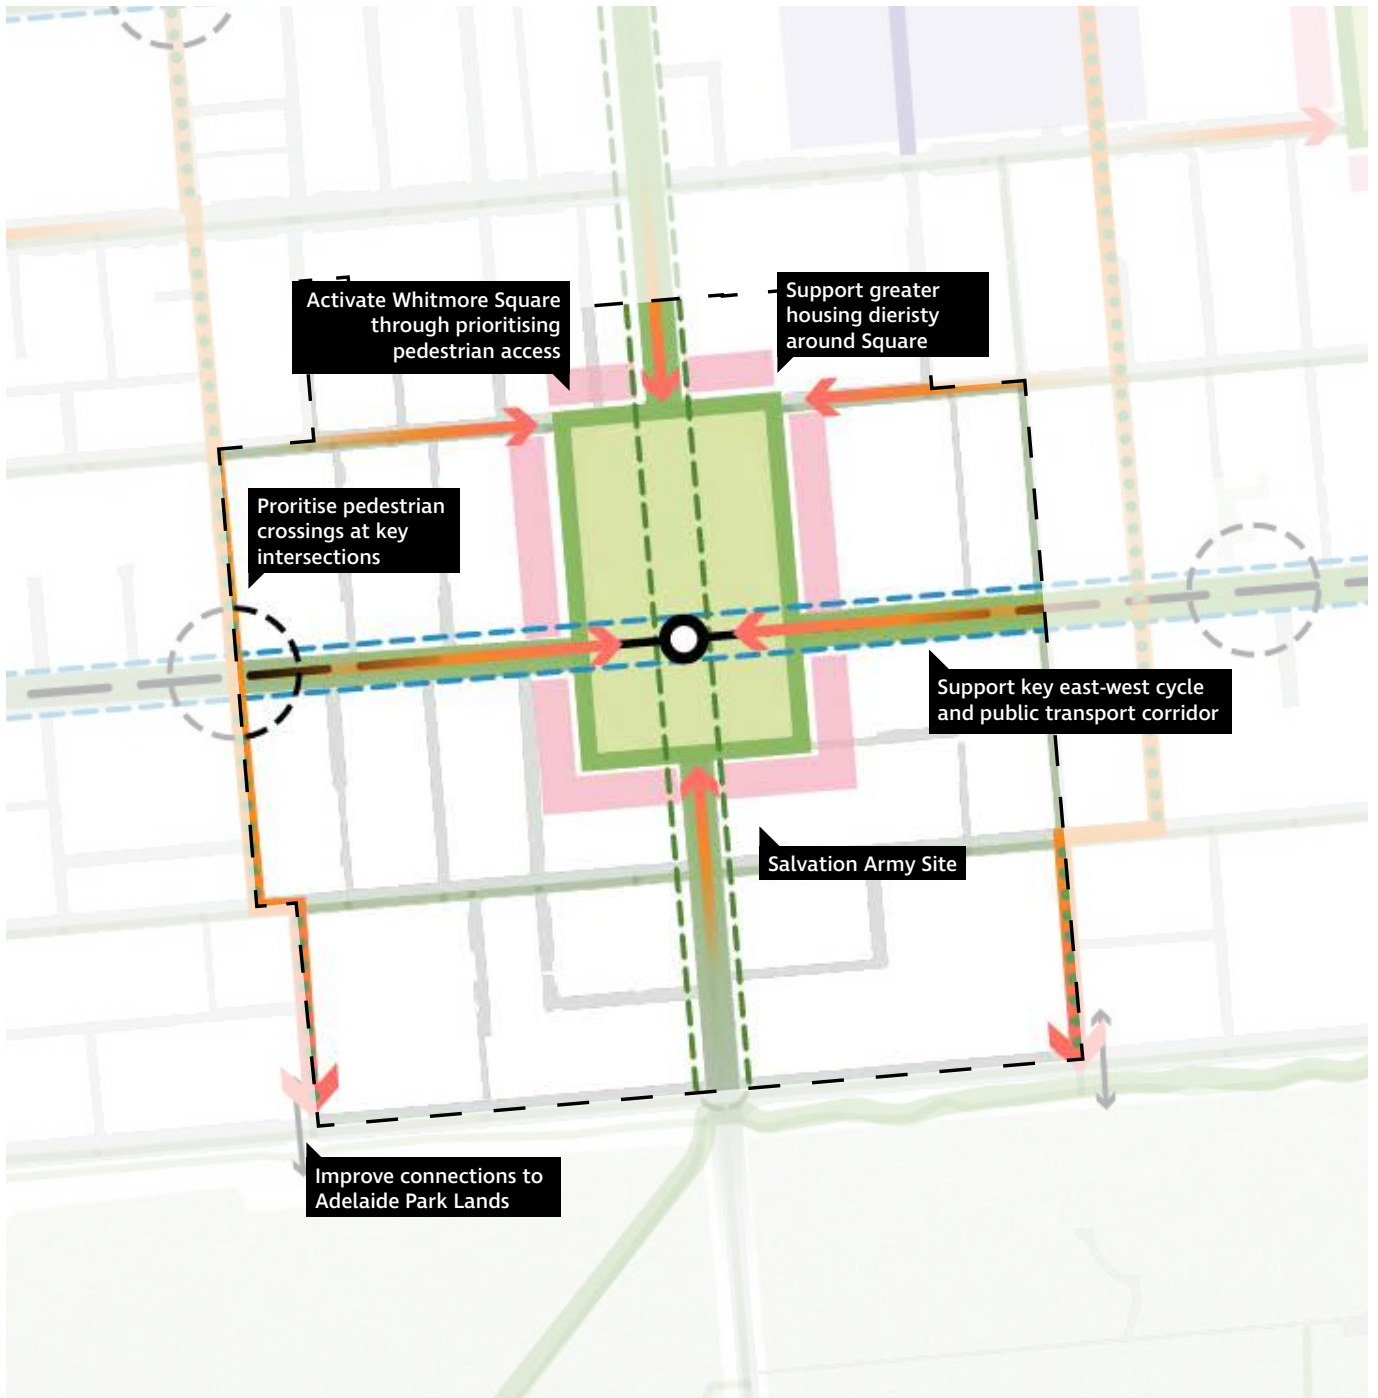 Activate Whitmore Square
through prioritising
pedestrian access
Support greater
housing dieristy
around Square
Proritise pedestrian
crossings at key
intersections
Support key east-west cycle
and public transport corridor
Salvation Army Site
Improve connections to
Adelaide Park Lands